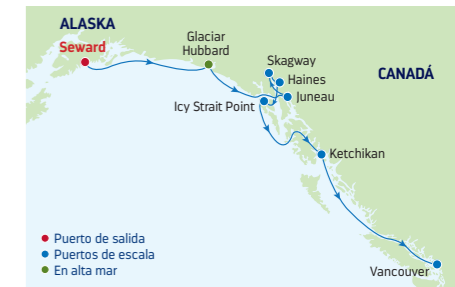 ALASKA
Seward
Glaciar
Hubbard
Skagway
Haines
CANADÁ
Juneau
Icy Strait Point
Ketchikan
Puerto de salida
Puertos de escala
En alta mar
Vancouver